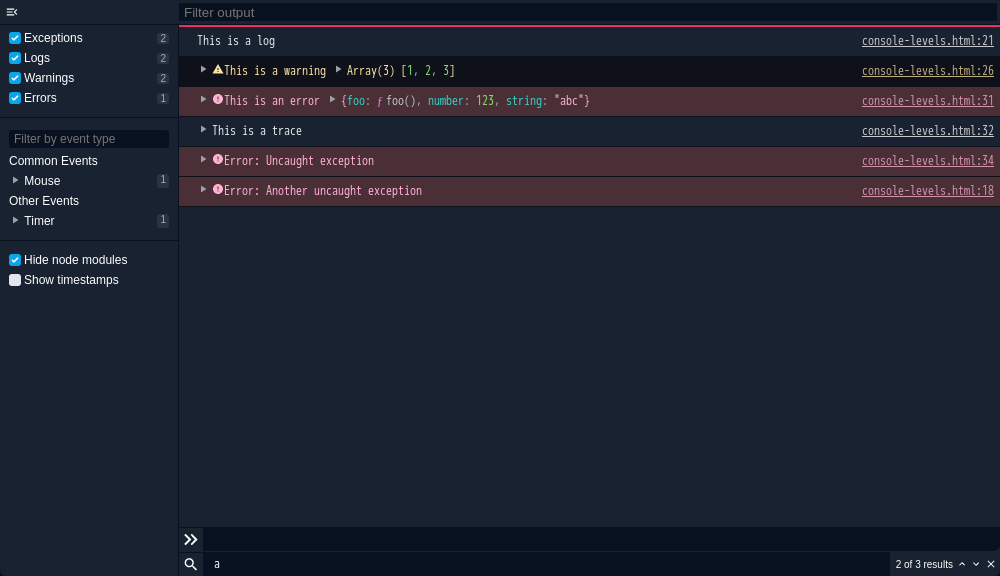 Filter output
Exceptions 2
Logs 2
Warnings 2
Errors 1
Filter by event type
Common Events
Mouse 1
Other Events
Timer 1
Hide node modules
Show timestamps
This is a log console-levels.html:21
This is a warning Array(3) [1, 2, 3] console-levels.html:26
This is an error {foo: ƒ foo(), number: 123, string: "abc"} console-levels.html:31
This is a trace console-levels.html:32
Error: Uncaught exception console-levels.html:34
Error: Another uncaught exception console-levels.html:18
a 2 of 3 results